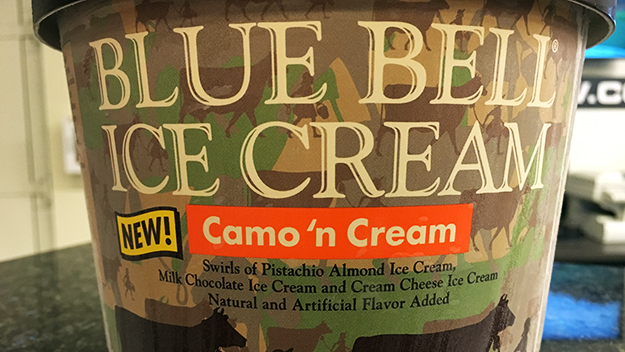 BLUE BELL®
ICE CREAM
NEW!
Camo 'n Cream
Swirls of Pistachio Almond Ice Cream,
Milk Chocolate Ice Cream and Cream Cheese Ice Cream
Natural and Artificial Flavor Added